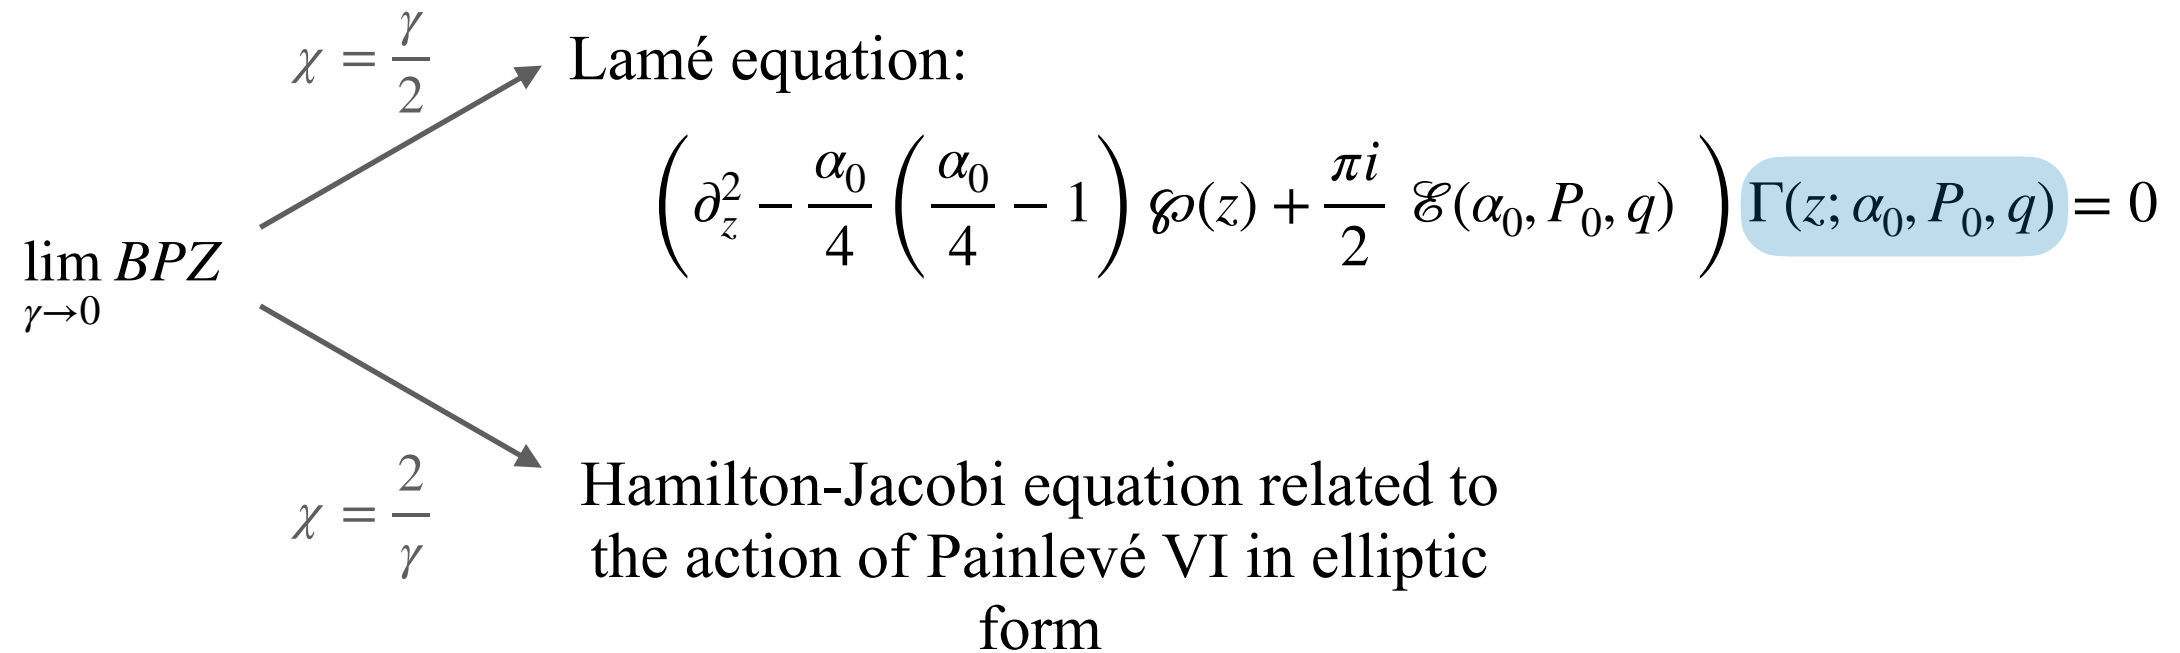 χ = γ/2
Lamé equation:
(∂_z^2 − α_0/4 (α_0/4 − 1) ℘(z) + πi/2 ℰ(α_0, P_0, q) ) Γ(z; α_0, P_0, q) = 0
lim_{γ→0} BPZ
χ = 2/γ
Hamilton-Jacobi equation related to
the action of Painlevé VI in elliptic
form